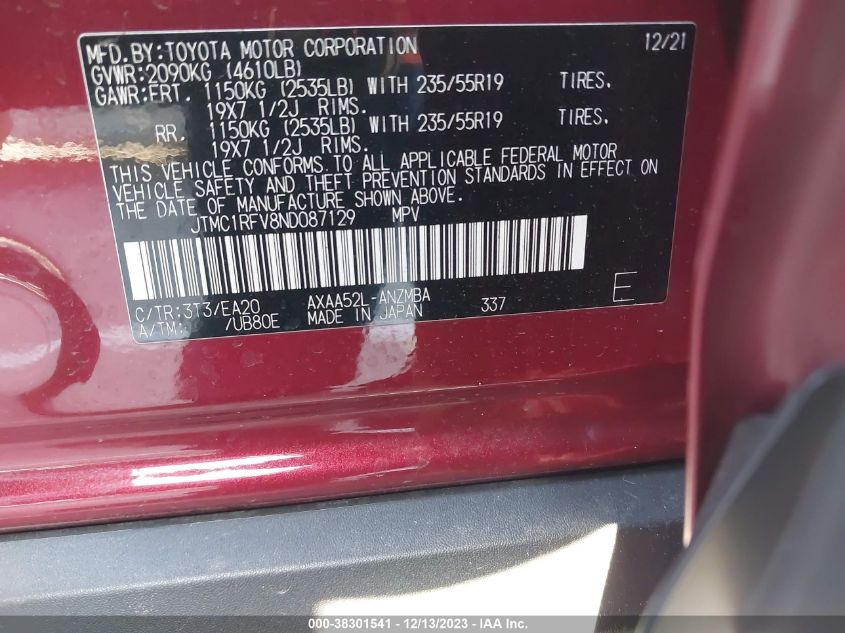 MFD.BY:TOYOTA MOTOR CORPORATION 12/21
GVWR:2090KG (4610LB)
GAWR:FRT. 1150KG (2535LB) WITH 235/55R19 TIRES.
19X7 1/2J RIMS.
RR. 1150KG (2535LB) WITH 235/55R19 TIRES.
19X7 1/2J RIMS.
THIS VEHICLE CONFORMS TO ALL APPLICABLE FEDERAL MOTOR
VEHICLE SAFETY AND THEFT PREVENTION STANDARDS IN EFFECT ON
THE DATE OF MANUFACTURE SHOWN ABOVE.
JTMC1RFV8ND087129 MPV
C/TR:3T3/EA20 AXAA52L-ANZMBA
A/TM: /UB80E MADE IN JAPAN 337 E
000-38301541 - 12/13/2023 - IAA Inc.